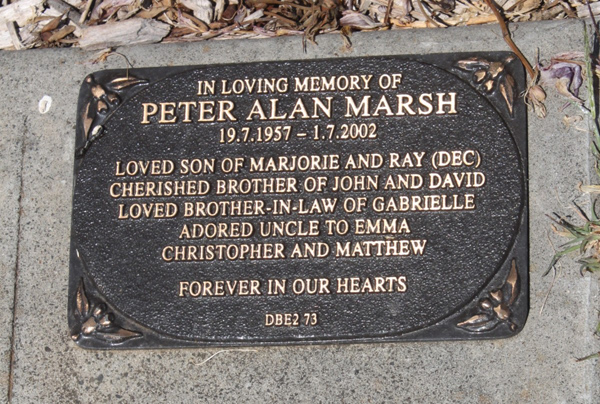 IN LOVING MEMORY OF
PETER ALAN MARSH
19.7.1957 – 1.7.2002
LOVED SON OF MARJORIE AND RAY (DEC)
CHERISHED BROTHER OF JOHN AND DAVID
LOVED BROTHER-IN-LAW OF GABRIELLE
ADORED UNCLE TO EMMA
CHRISTOPHER AND MATTHEW
FOREVER IN OUR HEARTS
DBE2 73